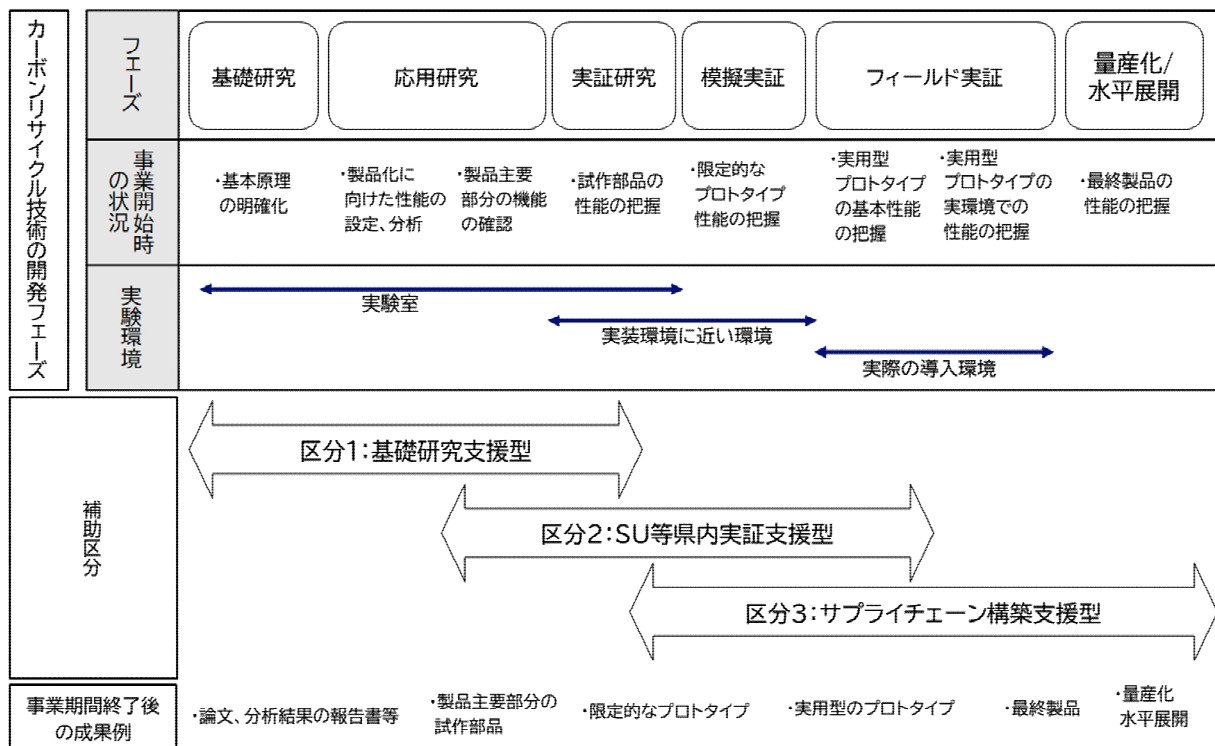 カーボンリサイクル技術の開発フェーズ
フェーズ
基礎研究
応用研究
実証研究
模擬実証
フィールド実証
量産化/
水平展開
事業開始時
の状況
・基本原理
の明確化
・製品化に
向けた性能の
設定、分析
・製品主要
部分の機能
の確認
・試作部品の
性能の把握
・限定的な
プロトタイプ
性能の把握
・実用型
プロトタイプ
の基本性能
の把握
・実用型
プロトタイプの
実環境での
性能の把握
・最終製品の
性能の把握
実験環境
実験室
実装環境に近い環境
実際の導入環境
補助区分
区分1:基礎研究支援型
区分2:SU等県内実証支援型
区分3:サプライチェーン構築支援型
事業期間終了後
の成果例
・論文、分析結果の報告書等
・製品主要部分の
試作部品
・限定的なプロトタイプ
・実用型のプロトタイプ
・最終製品
・量産化
水平展開